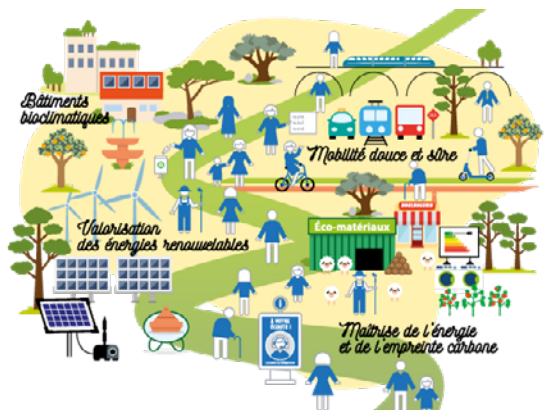 Bâtiments
bioclimatiques
Mobilité douce et sûre
BOULANGERIE
Éco-matériaux
Valorisation
des énergies renouvelables
À VOTRE
ÉCOUTE !
Maîtrise de l'énergie
et de l'empreinte carbone